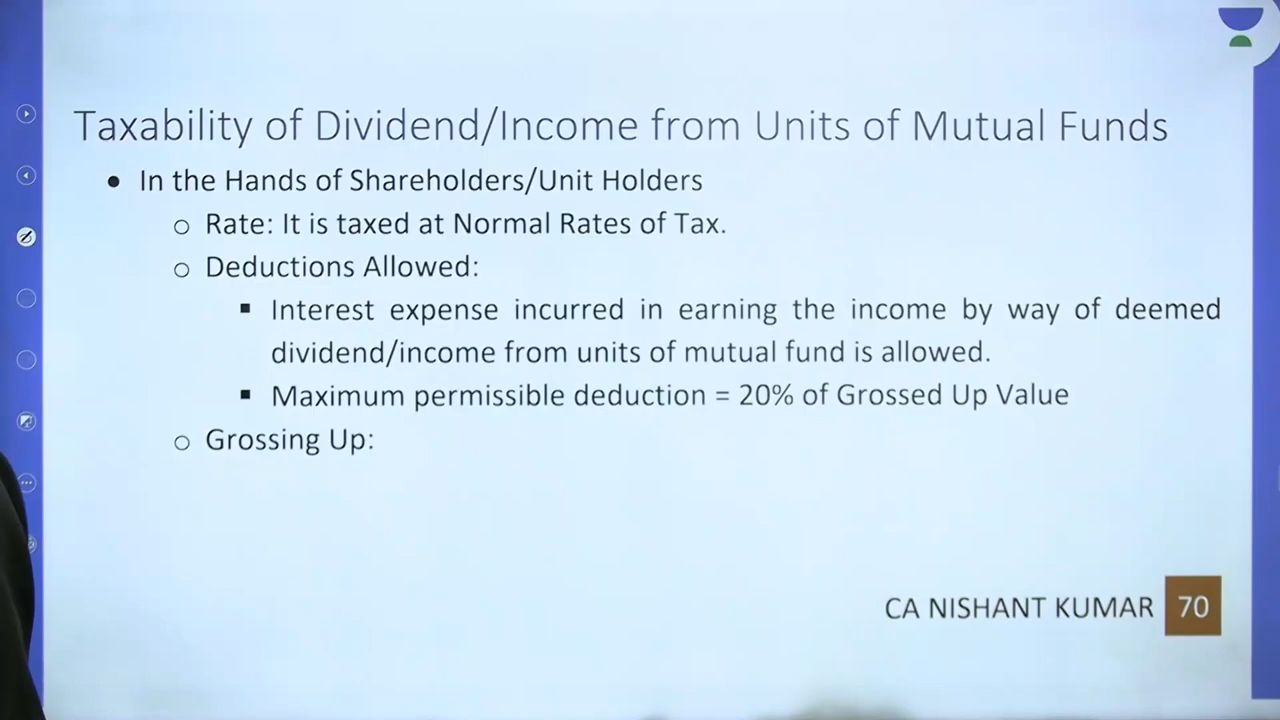 Taxability of Dividend/Income from Units of Mutual Funds
• In the Hands of Shareholders/Unit Holders
o Rate: It is taxed at Normal Rates of Tax.
o Deductions Allowed:
▪ Interest expense incurred in earning the income by way of deemed
dividend/income from units of mutual fund is allowed.
▪ Maximum permissible deduction = 20% of Grossed Up Value
o Grossing Up:
CA NISHANT KUMAR 70